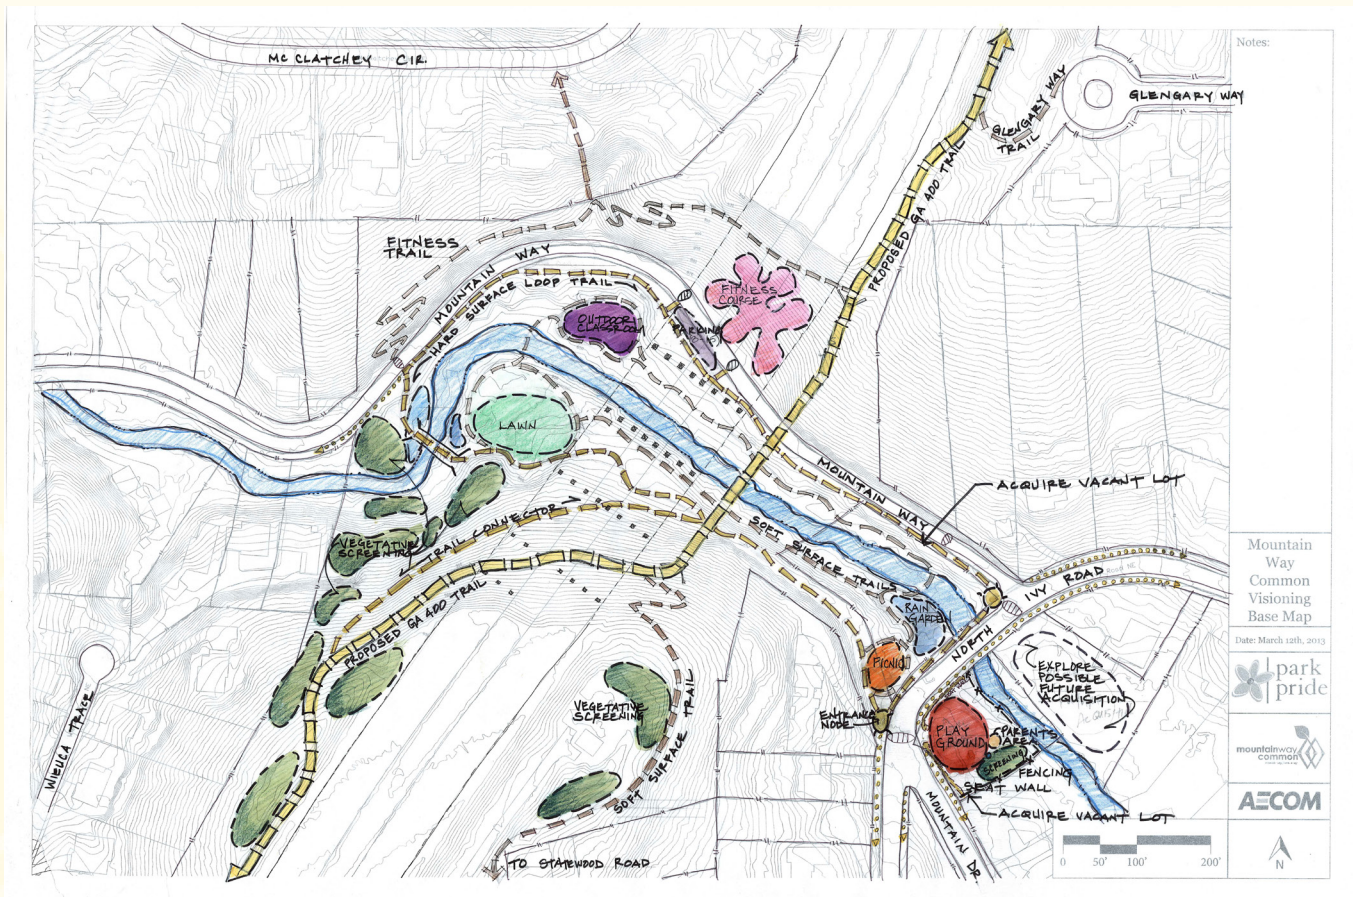 Notes:
MC CLATCHEY CIR.
GLENGARY WAY
GLENGARY WAY
TRAIL
PROPOSED GA 400 TRAIL
FITNESS
TRAIL
MOUNTAIN WAY
HARD SURFACE LOOP TRAIL
FITNESS
COURSE
OUTDOOR
CLASSROOM
PARKING
LAWN
MOUNTAIN WAY
ACQUIRE VACANT LOT
VEGETATIVE
SCREENING
TRAIL CONNECTOR
SOFT SURFACE TRAILS
PROPOSED GA 400 TRAIL
NORTH IVY ROAD
RAIN
GARDEN
PICNIC
EXPLORE
POSSIBLE
FUTURE
ACQUISITION
VEGETATIVE
SCREENING
SOFT SURFACE TRAIL
ENTRANCE
NODE
PLAY
GROUND
PARENTS
AREA
SCREENING
FENCING
SEAT WALL
ACQUIRE VACANT LOT
WIEUCA TRACE
MOUNTAIN DR.
TO STATEWOOD ROAD
Mountain
Way
Common
Visioning
Base Map
Date: March 12th, 2013
park
pride
mountainway
common
AECOM
0 50' 100' 200'
N